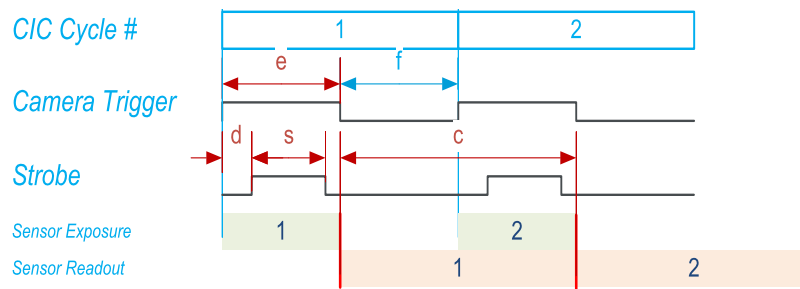 CIC Cycle # 1 2
e f
Camera Trigger
d s c
Strobe
Sensor Exposure 1 2
Sensor Readout 1 2